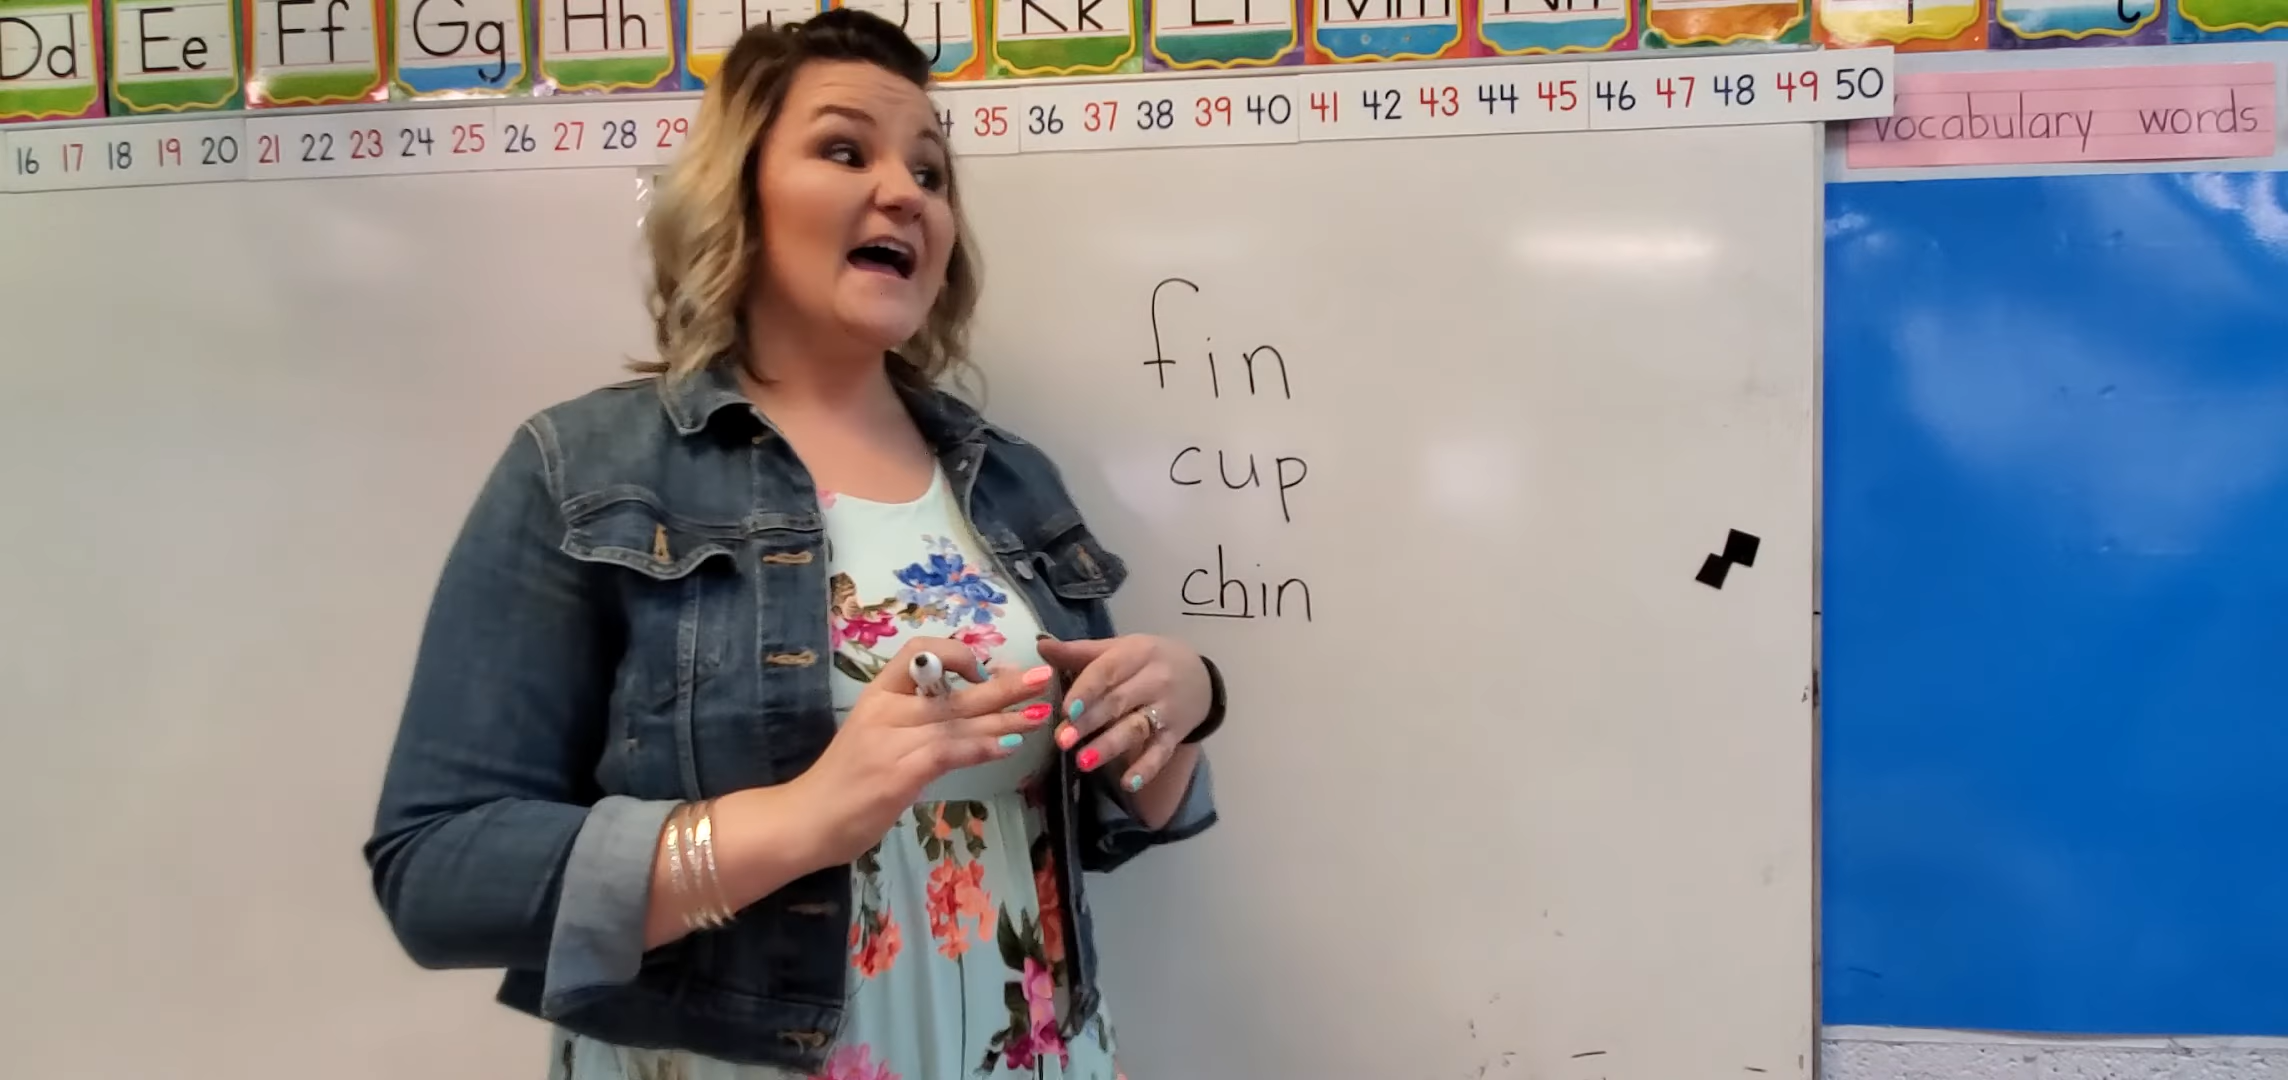 Dd Ee Ff Gg Hh Kk Mm
16 17 18 19 20 21 22 23 24 25 26 27 28 29 35 36 37 38 39 40 41 42 43 44 45 46 47 48 49 50
vocabulary words
fin
cup
chin